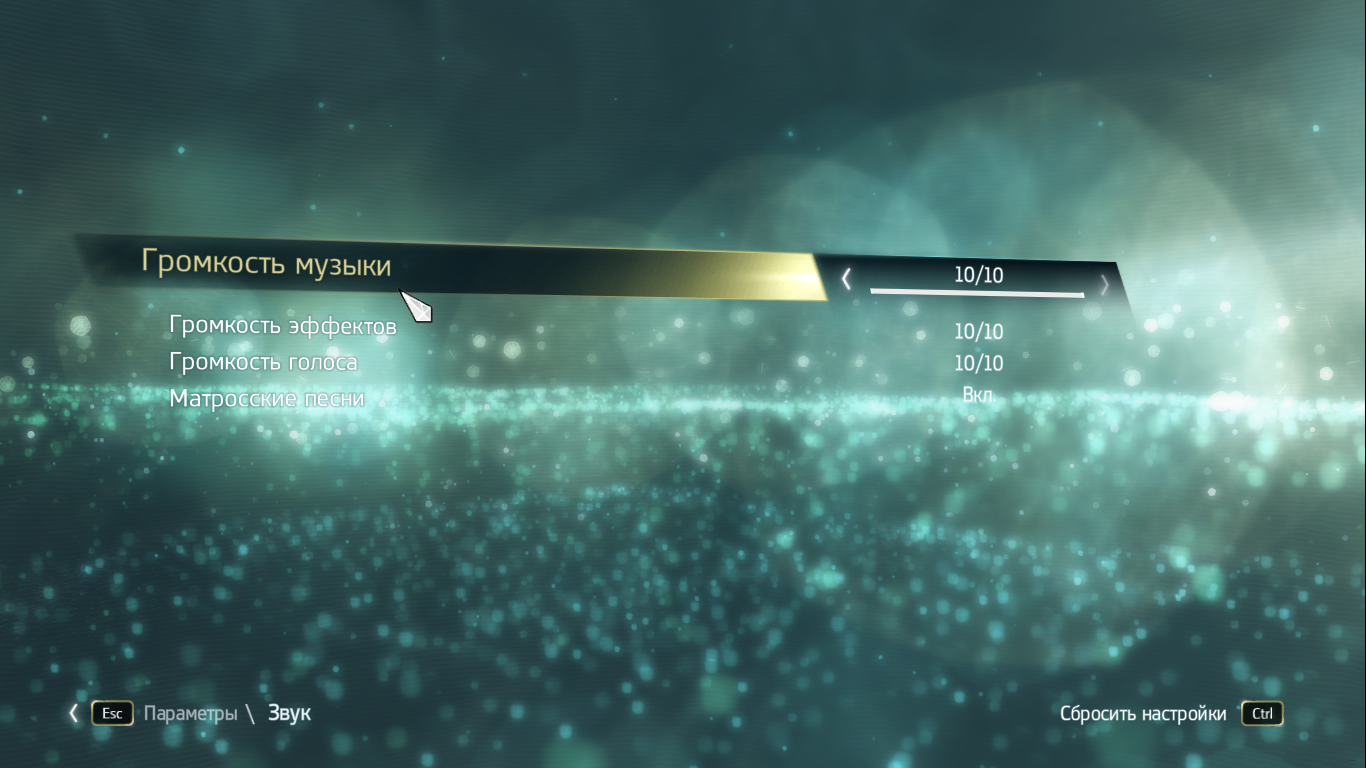 Громкость музыки 10/10
Громкость эффектов 10/10
Громкость голоса 10/10
Матросские песни Вкл.
Esc Параметры \ Звук
Сбросить настройки Ctrl